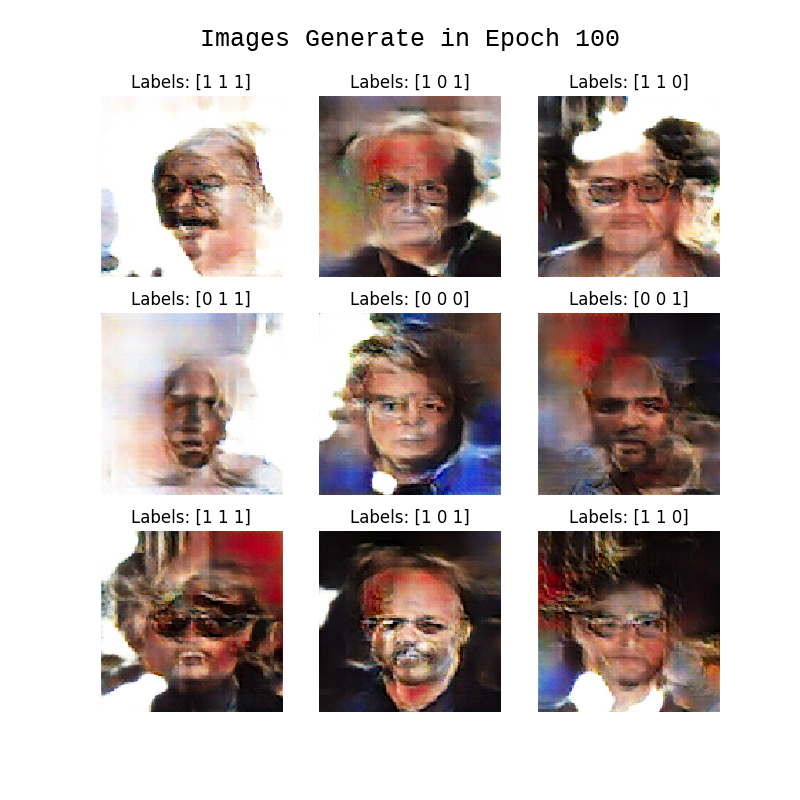 Images Generate in Epoch 100
Labels: [1 1 1]
Labels: [1 0 1]
Labels: [1 1 0]
Labels: [0 1 1]
Labels: [0 0 0]
Labels: [0 0 1]
Labels: [1 1 1]
Labels: [1 0 1]
Labels: [1 1 0]